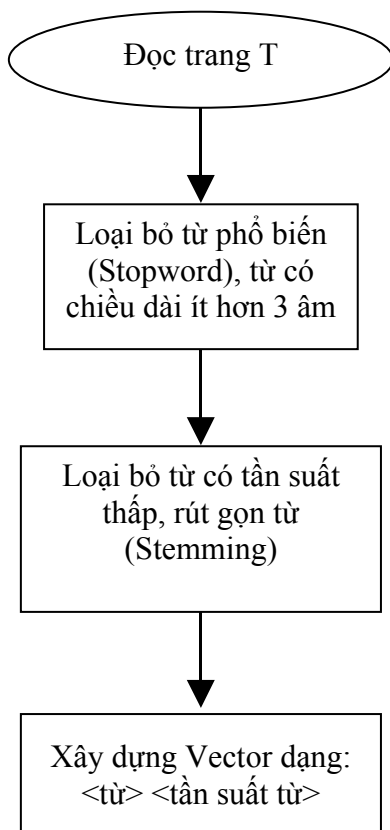 Đọc trang T
Loại bỏ từ phổ biến
(Stopword), từ có
chiều dài ít hơn 3 âm
Loại bỏ từ có tần suất
thấp, rút gọn từ
(Stemming)
Xây dựng Vector dạng:
<từ> <tần suất từ>